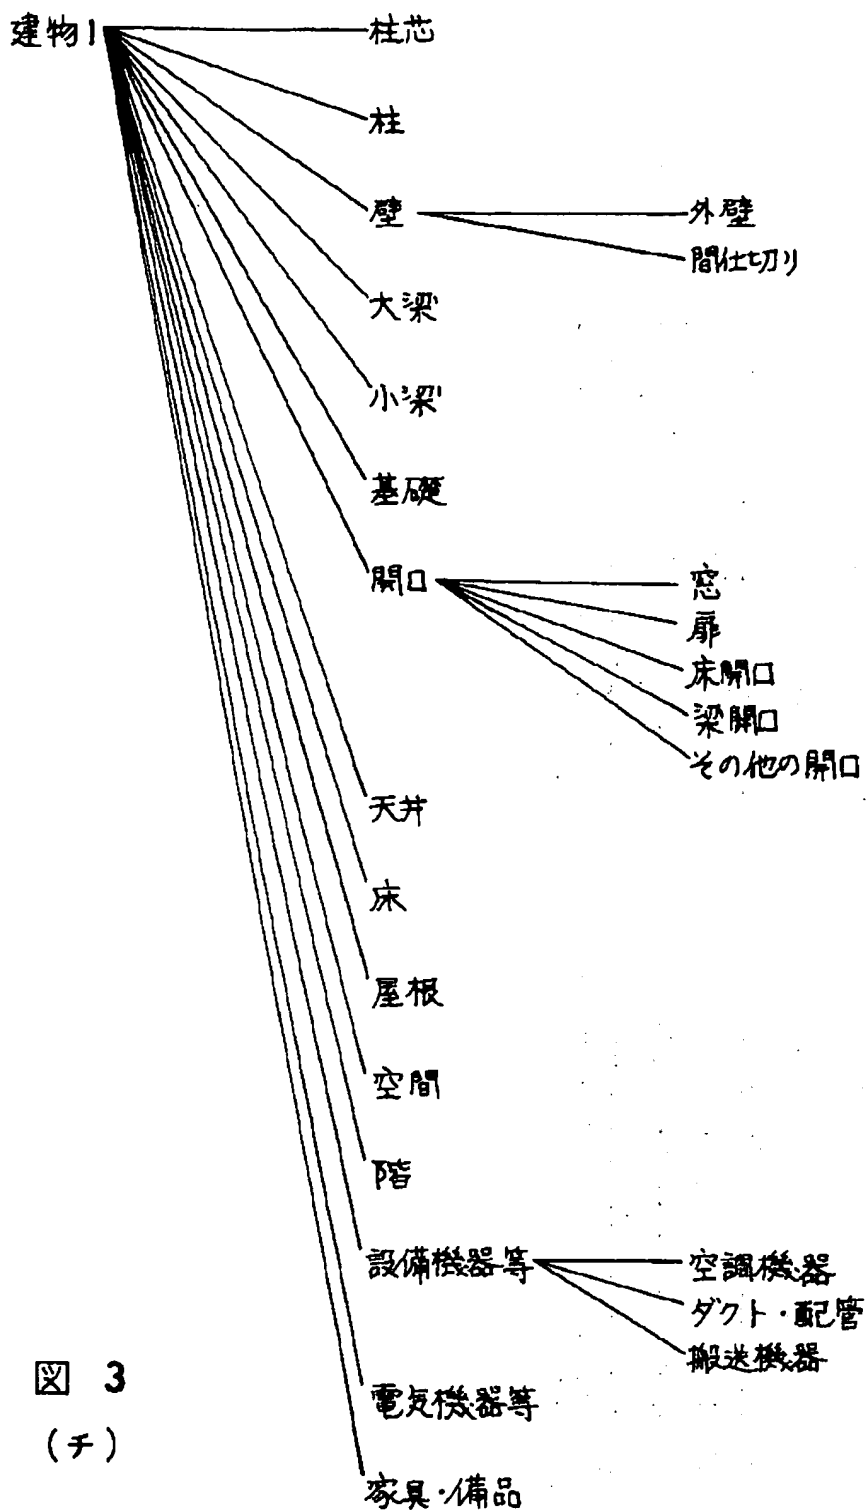 建物1
柱芯
柱
壁
外壁
間仕切り
大梁
小梁
基礎
開口
窓
扉
床開口
梁開口
その他の開口
天井
床
屋根
空間
階
設備機器等
空調機器
ダクト・配管
搬送機器
電気機器等
家具・備品
図 3
(チ)